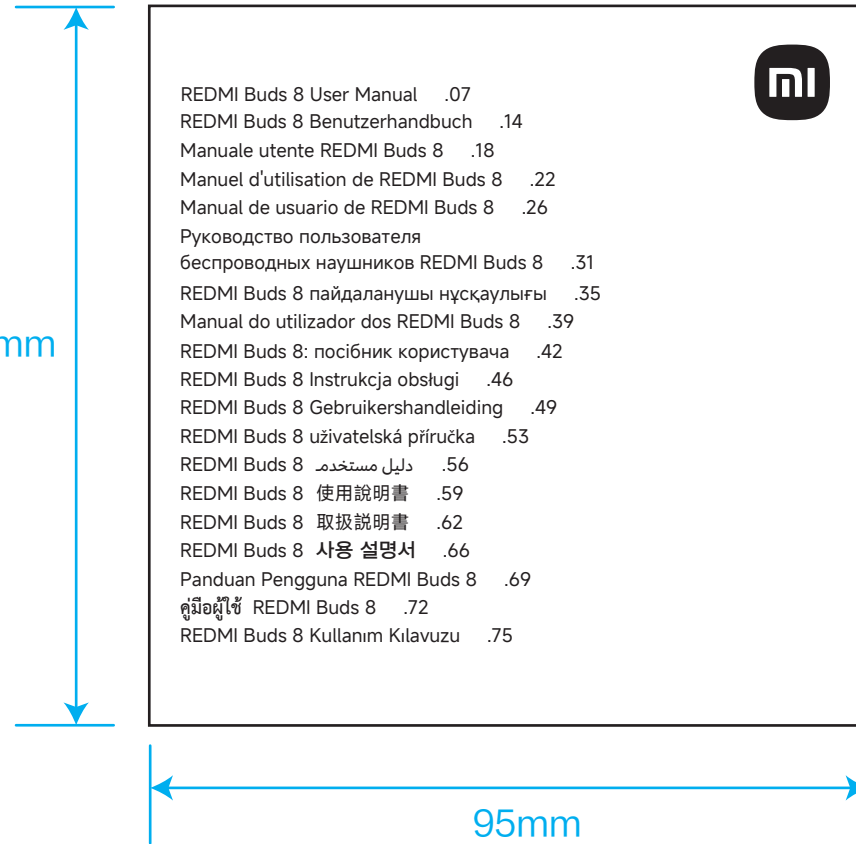 mi
REDMI Buds 8 User Manual .07
REDMI Buds 8 Benutzerhandbuch .14
Manuale utente REDMI Buds 8 .18
Manuel d'utilisation de REDMI Buds 8 .22
Manual de usuario de REDMI Buds 8 .26
Руководство пользователя
беспроводных наушников REDMI Buds 8 .31
REDMI Buds 8 пайдаланушы нұсқаулығы .35
Manual do utilizador dos REDMI Buds 8 .39
REDMI Buds 8: посібник користувача .42
REDMI Buds 8 Instrukcja obsługi .46
REDMI Buds 8 Gebruikershandleiding .49
REDMI Buds 8 uživatelská příručka .53
REDMI Buds 8 دليل مستخدمـ .56
REDMI Buds 8 使用說明書 .59
REDMI Buds 8 取扱説明書 .62
REDMI Buds 8 사용 설명서 .66
Panduan Pengguna REDMI Buds 8 .69
คู่มือผู้ใช้ REDMI Buds 8 .72
REDMI Buds 8 Kullanım Kılavuzu .75
mm
95mm